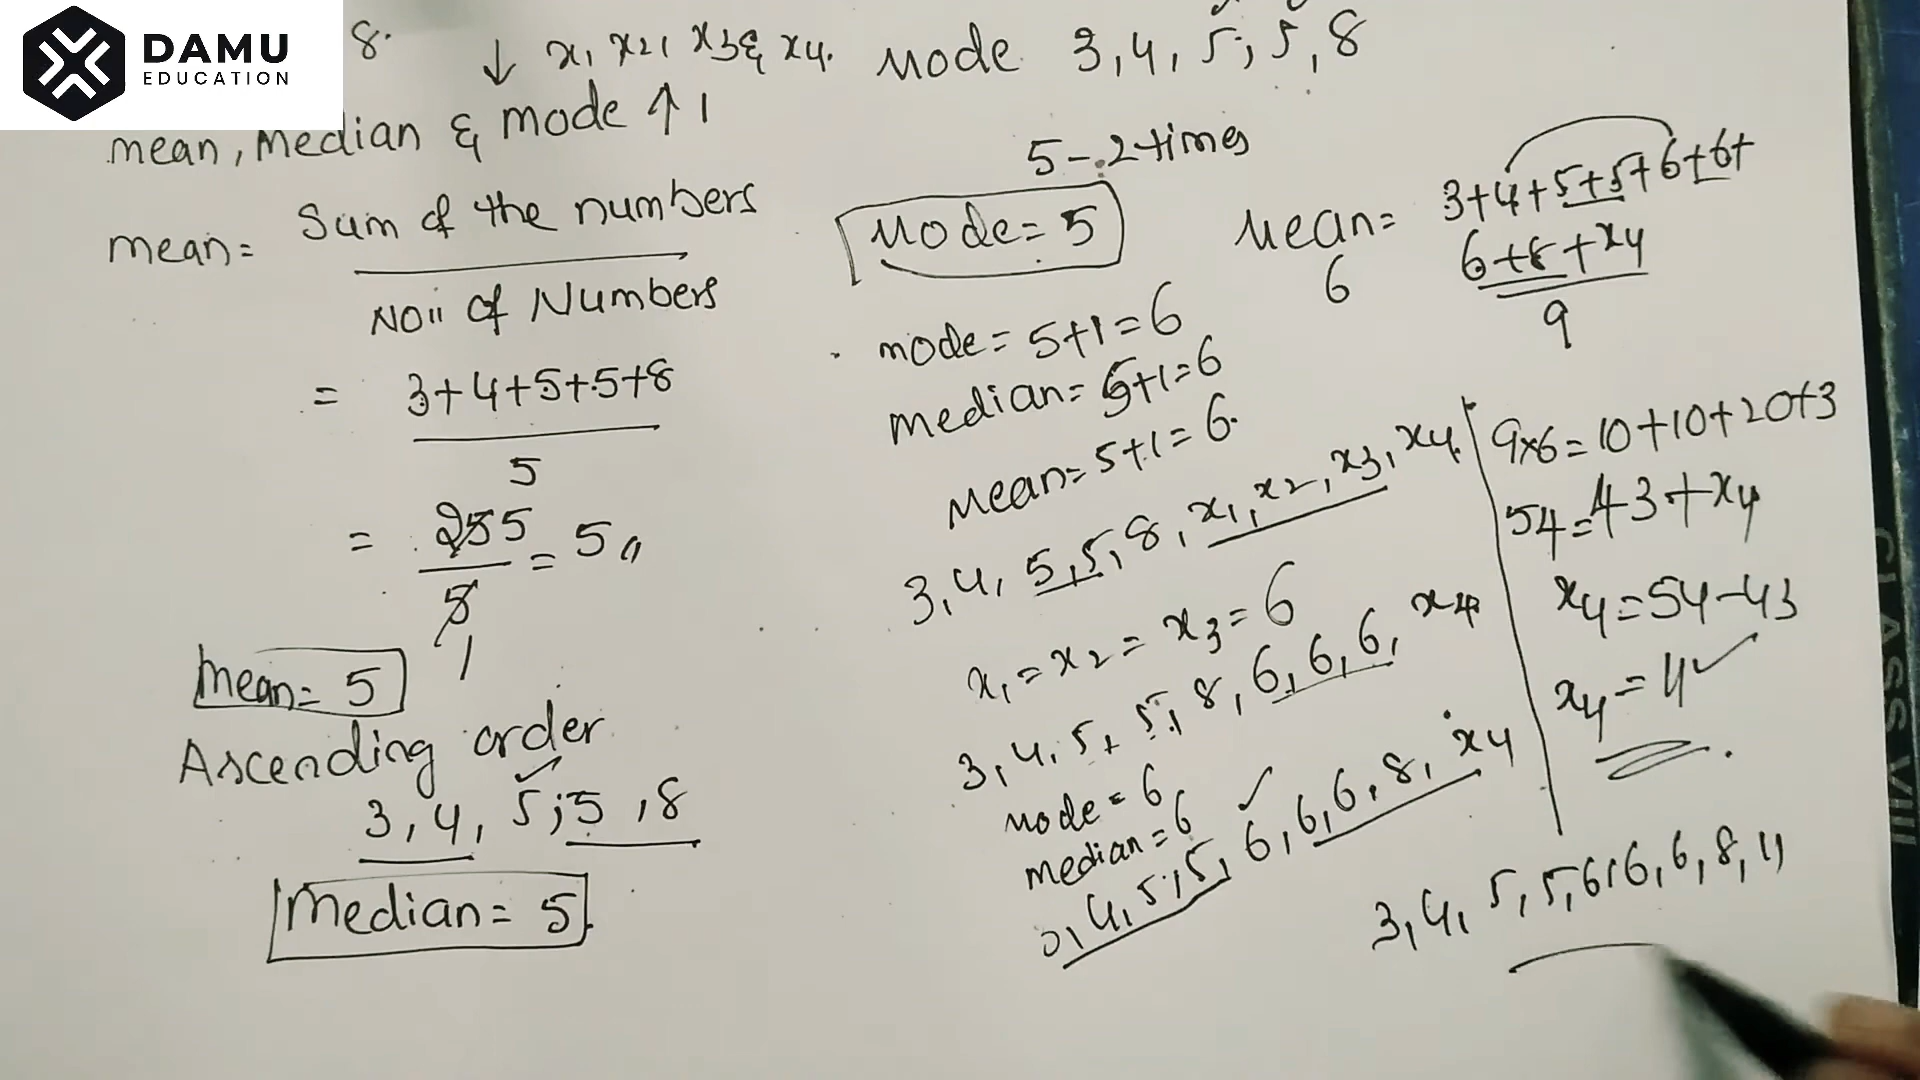 DAMU
EDUCATION
8.
↓ x1 x2, x3 & x4.
mean, Median & mode ↑ 1
mean = Sum of the numbers
No" of Numbers
= 3+4+5+5+8
5
= 255 = 5"
5
1
Mean = 5
Ascending order
3, 4, 5, 5, 8
Median = 5
Mode 3, 4, 5, 5, 8
5 - 2 times
Mode = 5
mode = 5+1 = 6
median = 5+1 = 6
Mean = 5+1 = 6.
3, 4, 5, 5, 8, x1, x2, x3, x4.
x1 = x2 = x3 = 6
3, 4, 5, 5, 8, 6, 6, 6, x4
Mode = 6
median = 6
4, 5, 5, 6, 6, 6, 8, x4
Mean = 3+4+5+5+6+6+
6+8+x4
6
9
9x6 = 10+10+20+3
54 = 43+x4
x4 = 54-43
x4 = 11
3, 4, 5, 5, 6, 6, 6, 8, 11
CLASS VIII